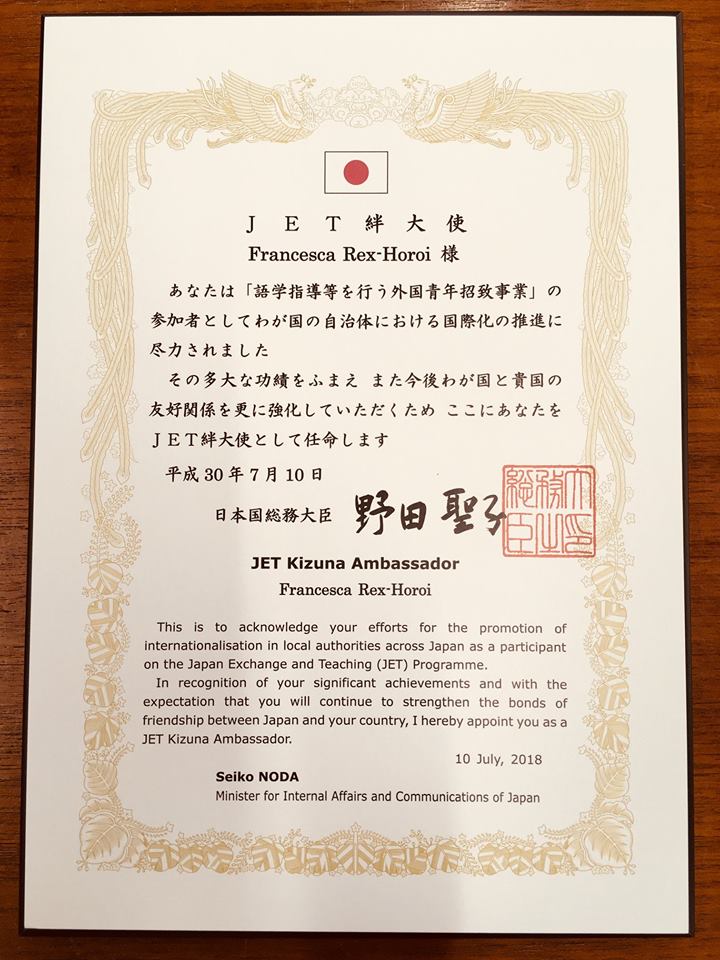 ＪＥＴ絆大使
Francesca Rex-Horoi 様
あなたは「語学指導等を行う外国青年招致事業」の
参加者としてわが国の自治体における国際化の推進に
尽力されました
その多大な功績をふまえ また今後わが国と貴国の
友好関係を更に強化していただくため ここにあなたを
ＪＥＴ絆大使として任命します
平成30年7月10日
日本国総務大臣 野田聖子
総務大臣之印
JET Kizuna Ambassador
Francesca Rex-Horoi
This is to acknowledge your efforts for the promotion of
internationalisation in local authorities across Japan as a participant
on the Japan Exchange and Teaching (JET) Programme.
In recognition of your significant achievements and with the
expectation that you will continue to strengthen the bonds of
friendship between Japan and your country, I hereby appoint you as a
JET Kizuna Ambassador.
10 July, 2018
Seiko NODA
Minister for Internal Affairs and Communications of Japan